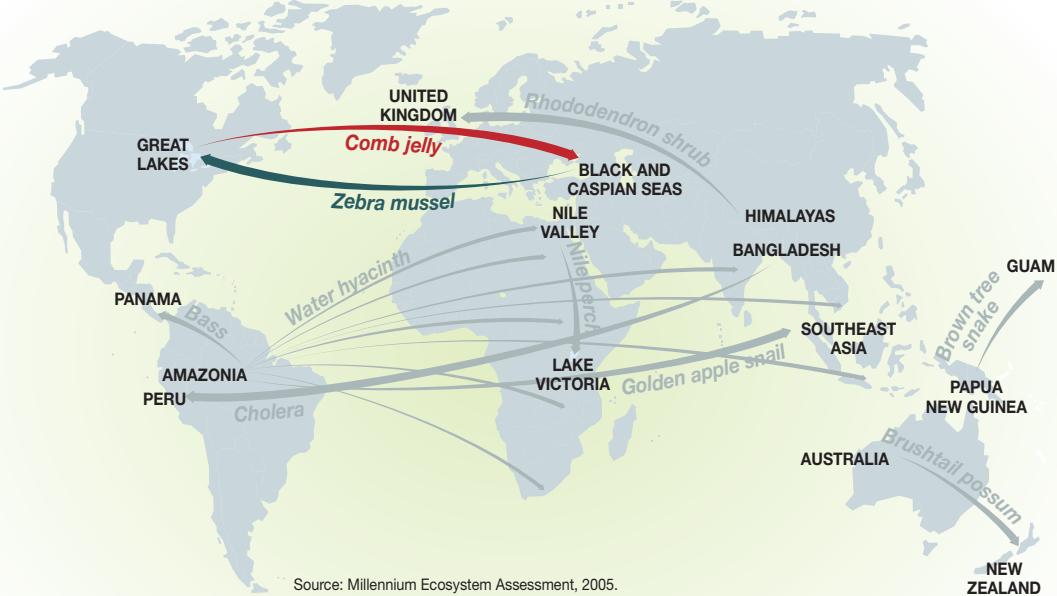 UNITED
KINGDOM
Rhododendron shrub
GREAT
LAKES
Comb jelly
BLACK AND
CASPIAN SEAS
Zebra mussel
NILE
VALLEY
HIMALAYAS
BANGLADESH
Water hyacinth
Nile perch
GUAM
PANAMA
Bass
Brown tree
snake
SOUTHEAST
ASIA
AMAZONIA
LAKE
VICTORIA
Golden apple snail
PERU
Cholera
PAPUA
NEW GUINEA
AUSTRALIA
Brushtail possum
NEW
ZEALAND
Source: Millennium Ecosystem Assessment, 2005.